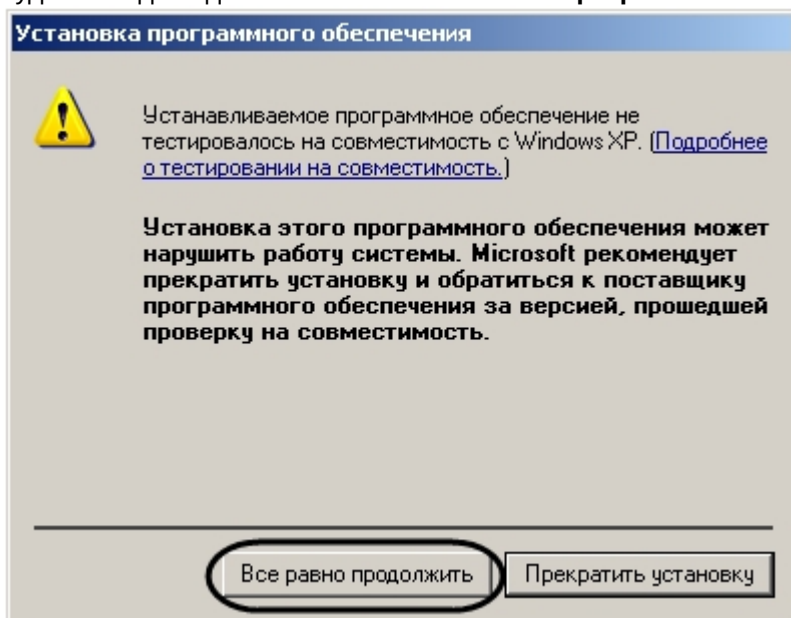 Установка программного обеспечения
Устанавливаемое программное обеспечение не
тестировалось на совместимость с Windows XP. (Подробнее
о тестировании на совместимость.)
Установка этого программного обеспечения может
нарушить работу системы. Microsoft рекомендует
прекратить установку и обратиться к поставщику
программного обеспечения за версией, прошедшей
проверку на совместимость.
Все равно продолжить Прекратить установку